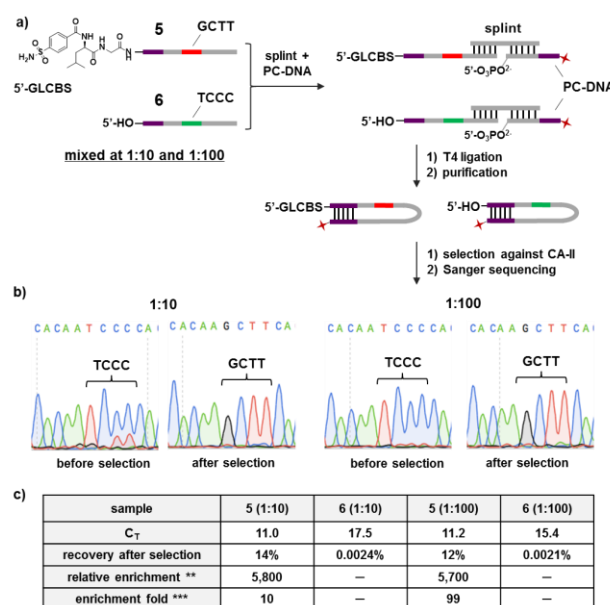 a)
5
GCTT
5'-GLCBS
6
TCCC
5'-HO
mixed at 1:10 and 1:100
splint +
PC-DNA
splint
5'-GLCBS
5'-O3PO2-
PC-DNA
5'-HO
5'-O3PO2-
1) T4 ligation
2) purification
5'-GLCBS
5'-HO
1) selection against CA-II
2) Sanger sequencing
b)
1:10
1:100
C A C A A T C C C C A C
C A C A A G C T T C A C
C A C A A T C C C C A C
C A C A A G C T T C A C
TCCC
GCTT
TCCC
GCTT
before selection
after selection
before selection
after selection
c)
sample 5 (1:10) 6 (1:10) 5 (1:100) 6 (1:100)
CT 11.0 17.5 11.2 15.4
recovery after selection 14% 0.0024% 12% 0.0021%
relative enrichment ** 5,800 — 5,700 —
enrichment fold *** 10 — 99 —